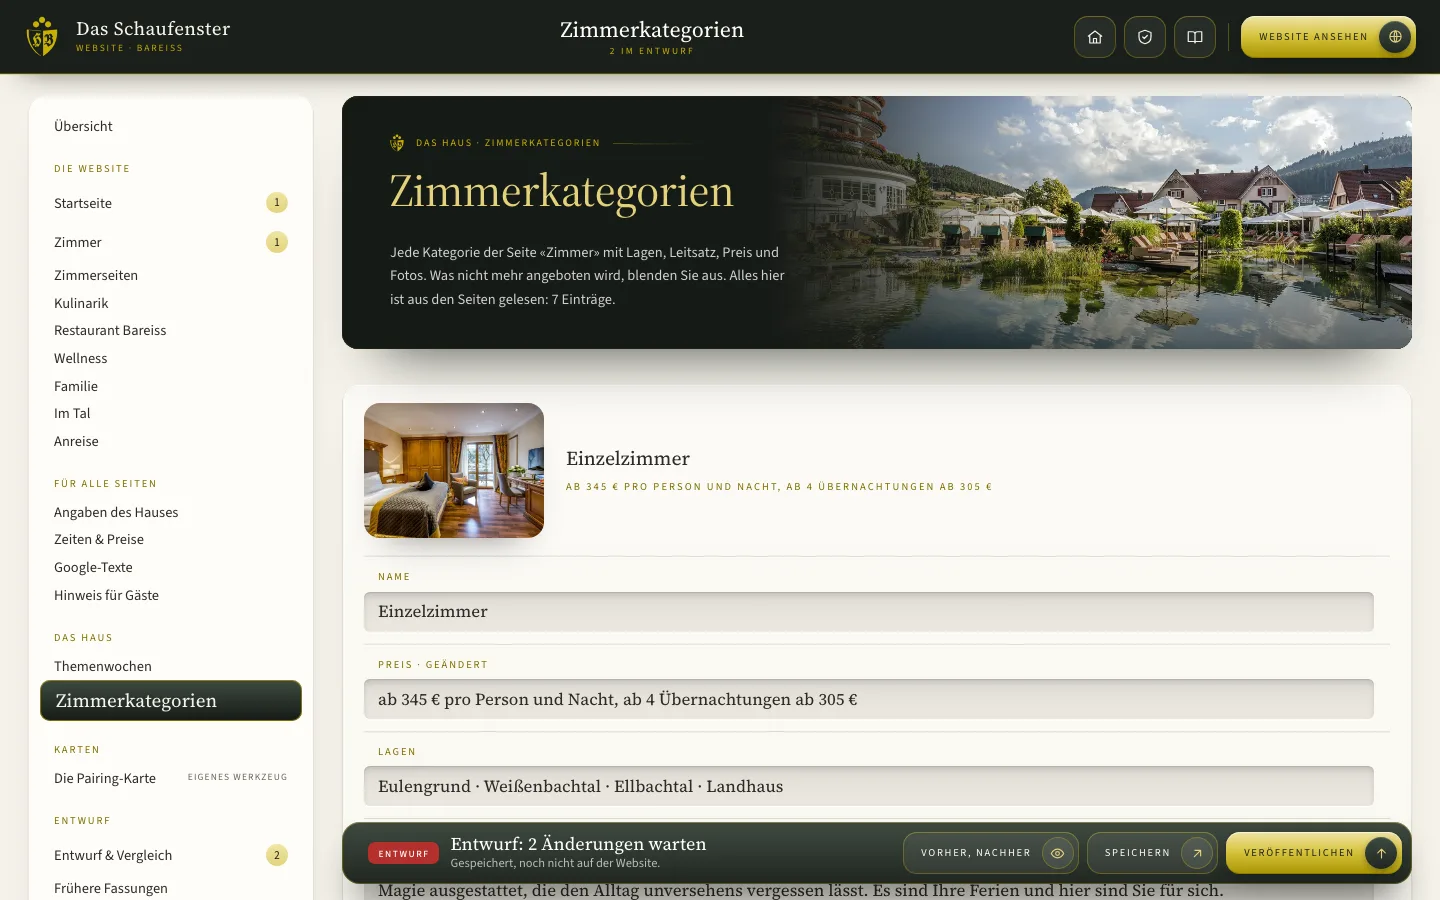 Das Schaufenster
WEBSITE · BAREISS
Zimmerkategorien
2 IM ENTWURF
WEBSITE ANSEHEN
Übersicht
DIE WEBSITE
Startseite 1
Zimmer 1
Zimmerseiten
Kulinarik
Restaurant Bareiss
Wellness
Familie
Im Tal
Anreise
FÜR ALLE SEITEN
Angaben des Hauses
Zeiten & Preise
Google-Texte
Hinweis für Gäste
DAS HAUS
Themenwochen
Zimmerkategorien
KARTEN
Die Pairing-Karte EIGENES WERKZEUG
ENTWURF
Entwurf & Vergleich 2
Frühere Fassungen
DAS HAUS · ZIMMERKATEGORIEN
Zimmerkategorien
Jede Kategorie der Seite «Zimmer» mit Lagen, Leitsatz, Preis und
Fotos. Was nicht mehr angeboten wird, blenden Sie aus. Alles hier
ist aus den Seiten gelesen: 7 Einträge.
Einzelzimmer
AB 345 € PRO PERSON UND NACHT, AB 4 ÜBERNACHTUNGEN AB 305 €
NAME
Einzelzimmer
PREIS · GEÄNDERT
ab 345 € pro Person und Nacht, ab 4 Übernachtungen ab 305 €
LAGEN
Eulengrund · Weißenbachtal · Ellbachtal · Landhaus
ENTWURF
Entwurf: 2 Änderungen warten
Gespeichert, noch nicht auf der Website.
VORHER, NACHHER
SPEICHERN
VERÖFFENTLICHEN
Magie ausgestattet, die den Alltag unversehens vergessen lässt. Es sind Ihre Ferien und hier sind Sie für sich.